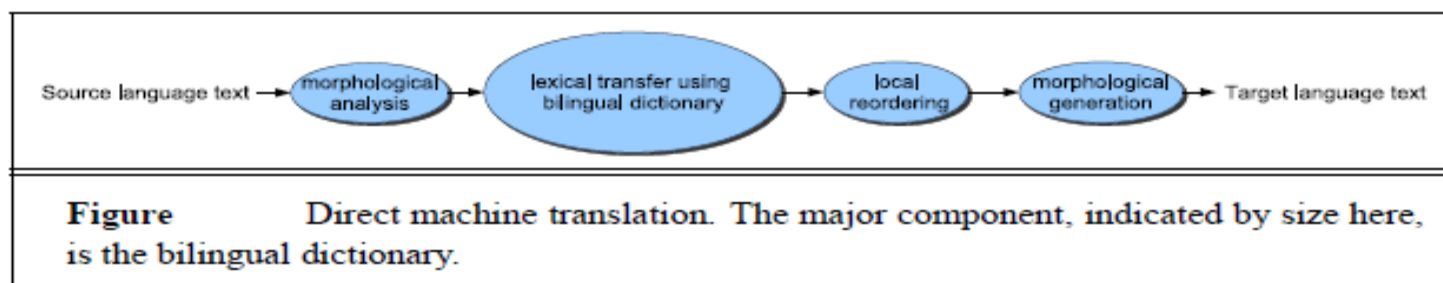 Source language text
morphological
analysis
lexical transfer using
bilingual dictionary
local
reordering
morphological
generation
Target language text
Figure Direct machine translation. The major component, indicated by size here,
is the bilingual dictionary.